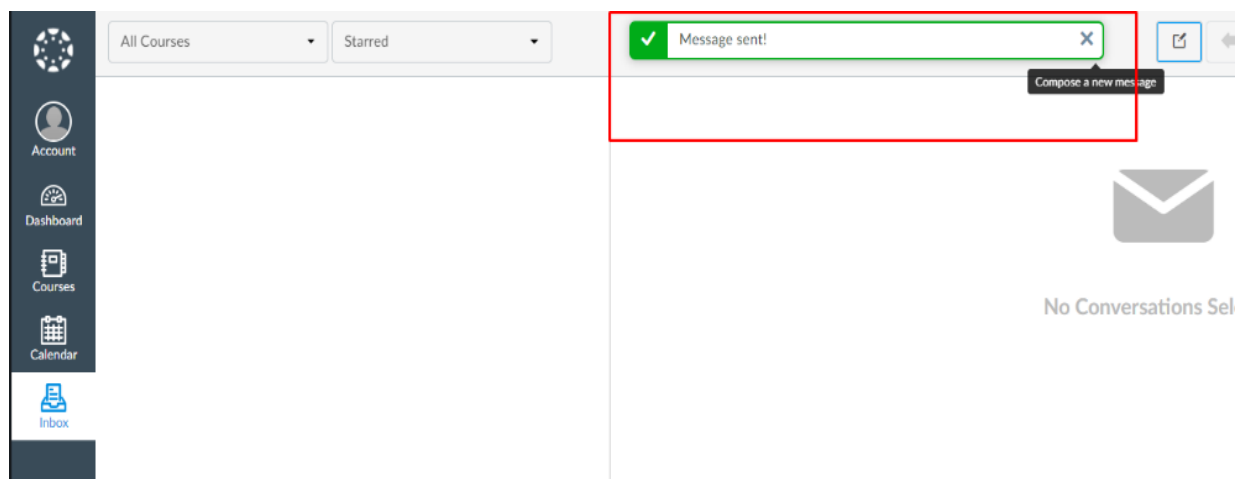 All Courses
Starred
Message sent!
Compose a new message
Account
Dashboard
Courses
Calendar
Inbox
No Conversations Sel